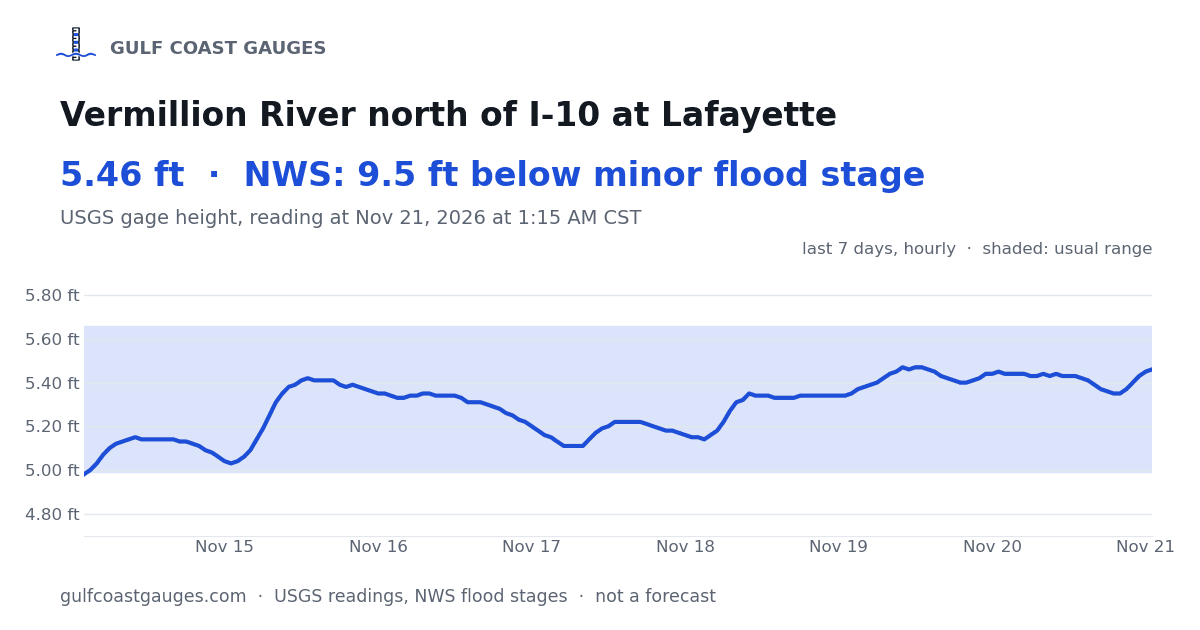 GULF COAST GAUGES
Vermillion River north of I-10 at Lafayette
5.46 ft · NWS: 9.5 ft below minor flood stage
USGS gage height, reading at Nov 21, 2026 at 1:15 AM CST
last 7 days, hourly · shaded: usual range
5.80 ft
5.60 ft
5.40 ft
5.20 ft
5.00 ft
4.80 ft
Nov 15 Nov 16 Nov 17 Nov 18 Nov 19 Nov 20 Nov 21
gulfcoastgauges.com · USGS readings, NWS flood stages · not a forecast